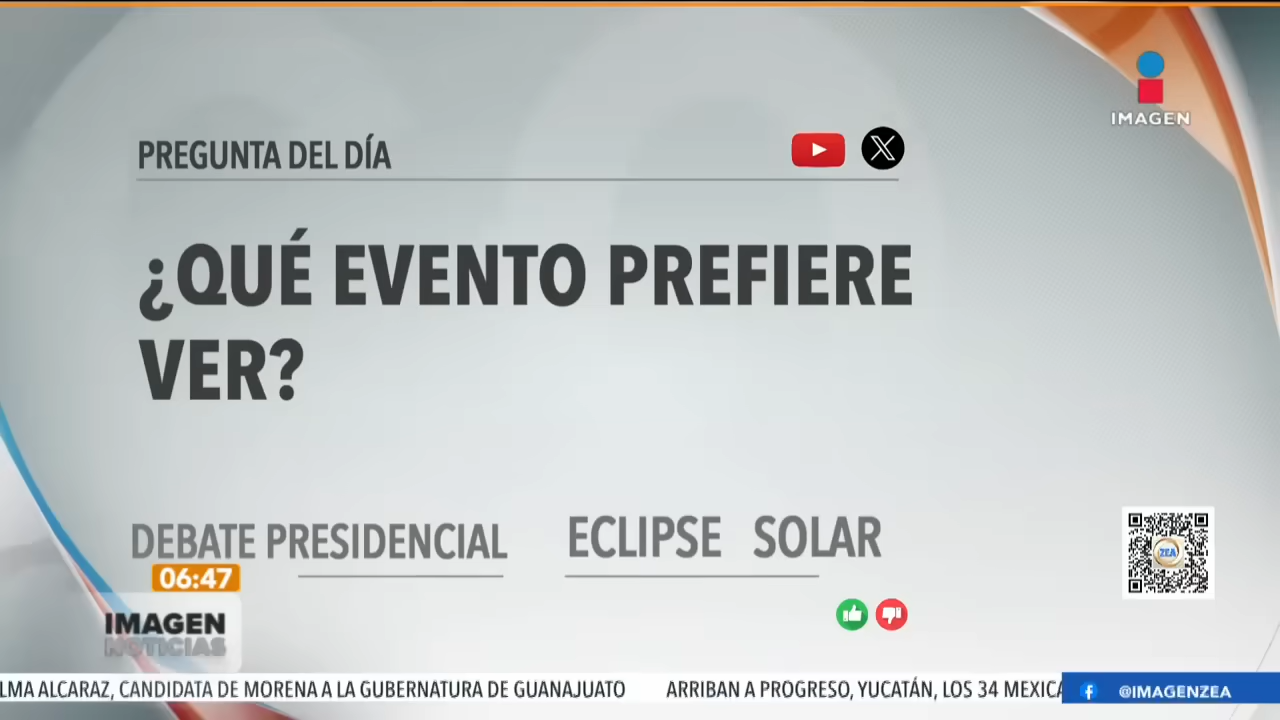 IMAGEN
PREGUNTA DEL DÍA
¿QUÉ EVENTO PREFIERE
VER?
DEBATE PRESIDENCIAL
ECLIPSE SOLAR
ZEA
06:47
IMAGEN
NOTICIAS
LMA ALCARAZ, CANDIDATA DE MORENA A LA GUBERNATURA DE GUANAJUATO ARRIBAN A PROGRESO, YUCATÁN, LOS 34 MEXICA
@IMAGENZEA